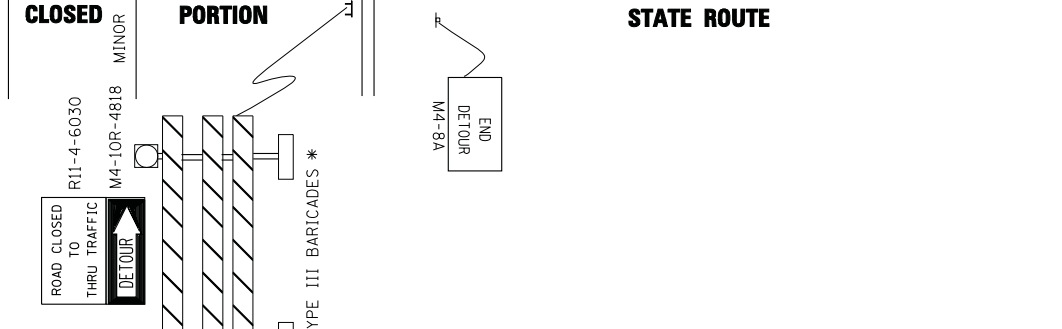 CLOSED
PORTION
STATE ROUTE
MINOR
R11-4-6030
M4-10R-4818
ROAD CLOSED
TO
THRU TRAFFIC
DETOUR
III BARICADES *
END
DETOUR
M4-8A